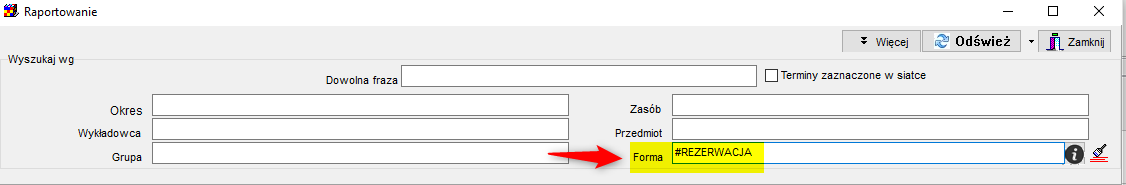 Raportowanie
Więcej Odśwież Zamknij
Wyszukaj wg
Dowolna fraza Terminy zaznaczone w siatce
Okres Zasób
Wykładowca Przedmiot
Grupa Forma #REZERWACJA